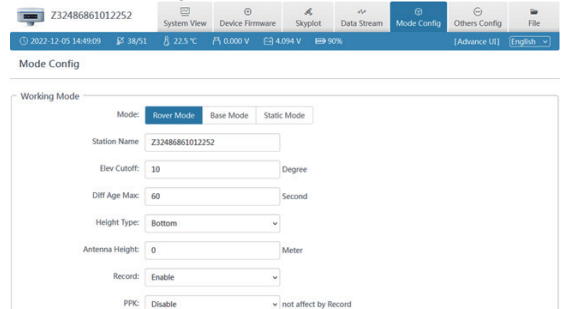 Z32486861012252
System View
Device Firmware
Skyplot
Data Stream
Mode Config
Others Config
File
2022-12-05 14:49:09 38/51 22.5 ℃ 0.000 V 4.094 V 90% [Advance UI] English
Mode Config
Working Mode
Mode: Rover Mode Base Mode Static Mode
Station Name Z32486861012252
Elev Cutoff: 10 Degree
Diff Age Max: 60 Second
Height Type: Bottom
Antenna Height: 0 Meter
Record: Enable
PPK: Disable not affect by Record